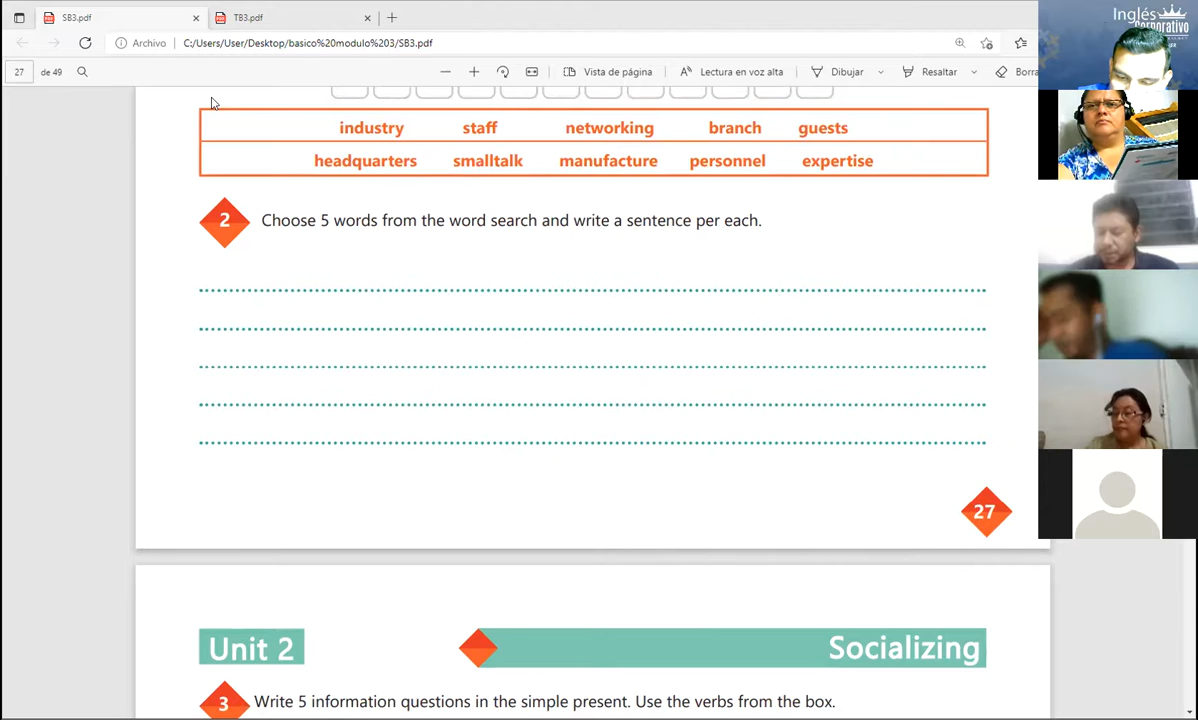 SB3.pdf
TB3.pdf
Archivo
C:/Users/User/Desktop/basico%20modulo%203/SB3.pdf
27
de 49
Vista de página
Lectura en voz alta
Dibujar
Resaltar
Borra
Inglés
Corporativo
industry staff networking branch guests
headquarters smalltalk manufacture personnel expertise
2 Choose 5 words from the word search and write a sentence per each.
27
Unit 2
Socializing
3 Write 5 information questions in the simple present. Use the verbs from the box.